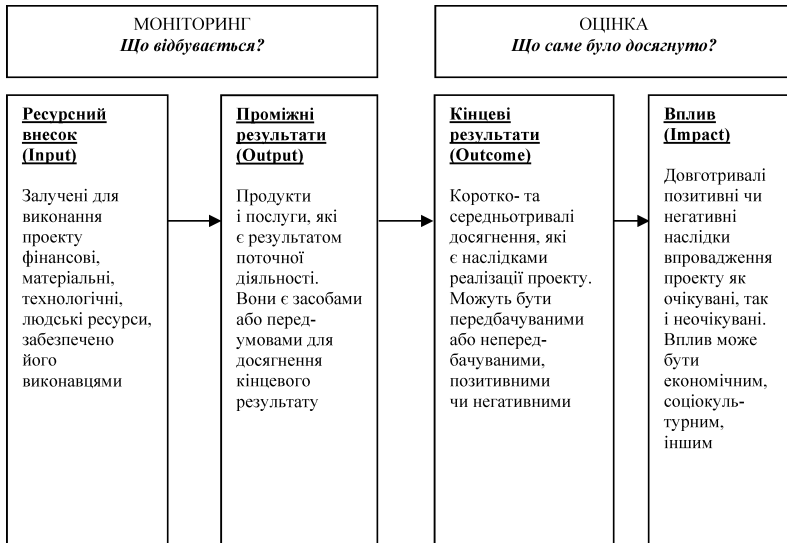 МОНІТОРИНГ
Що відбувається?
ОЦІНКА
Що саме було досягнуто?
Ресурсний
внесок
(Input)
Залучені для
виконання
проекту
фінансові,
матеріальні,
технологічні,
людські ресурси,
забезпечено
його
виконавцями
Проміжні
результати
(Output)
Продукти
і послуги, які
є результатом
поточної
діяльності.
Вони є засобами
або перед-
умовами для
досягнення
кінцевого
результату
Кінцеві
результати
(Outcome)
Коротко- та
середньотривалі
досягнення, які
є наслідками
реалізації проекту.
Можуть бути
передбачуваними
або неперед-
бачуваними,
позитивними
чи негативними
Вплив
(Impact)
Довготривалі
позитивні чи
негативні
наслідки
впровадження
проекту як
очікувані, так
і неочікувані.
Вплив може
бути
економічним,
соціокуль-
турним,
іншим